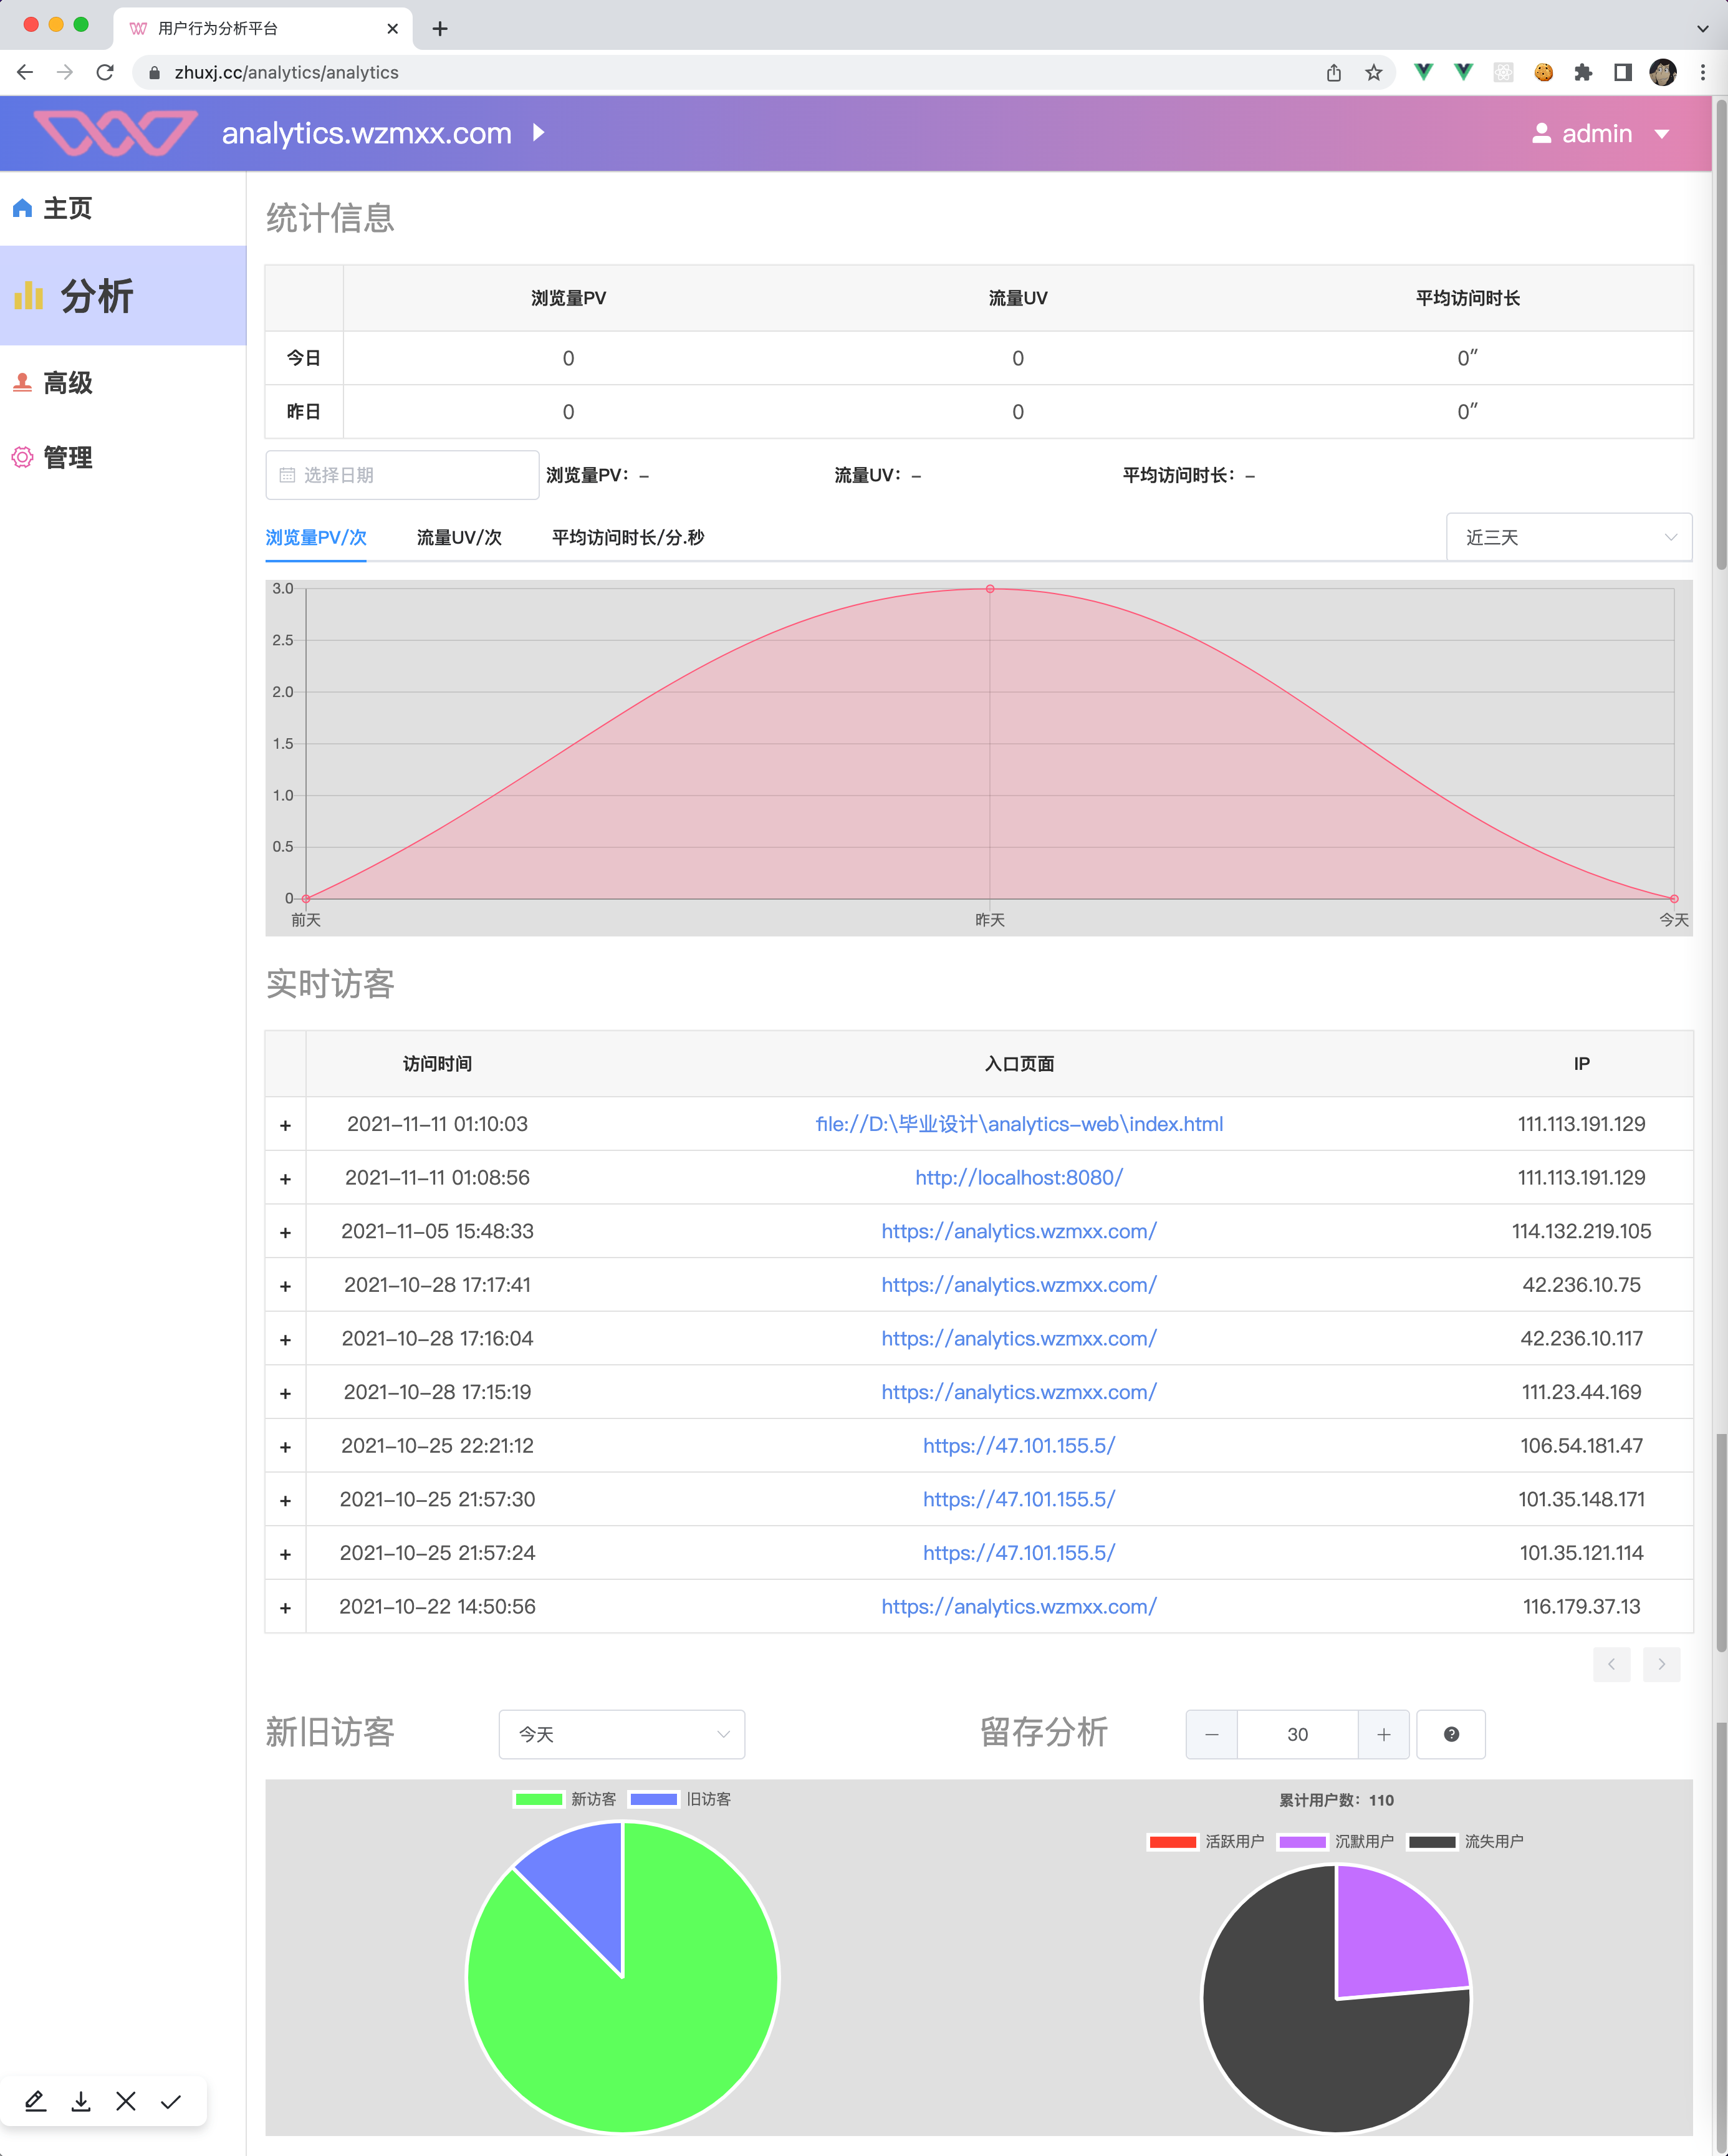 用户行为分析平台
zhuxj.cc/analytics/analytics
analytics.wzmxx.com
admin
主页
分析
高级
管理
统计信息
浏览量PV 流量UV 平均访问时长
今日 0 0 0″
昨日 0 0 0″
选择日期 浏览量PV：– 流量UV：– 平均访问时长：–
浏览量PV/次 流量UV/次 平均访问时长/分.秒 近三天
3.0
2.5
2.0
1.5
1.0
0.5
0
前天 昨天 今天
实时访客
访问时间 入口页面 IP
+ 2021-11-11 01:10:03 file://D:\毕业设计\analytics-web\index.html 111.113.191.129
+ 2021-11-11 01:08:56 http://localhost:8080/ 111.113.191.129
+ 2021-11-05 15:48:33 https://analytics.wzmxx.com/ 114.132.219.105
+ 2021-10-28 17:17:41 https://analytics.wzmxx.com/ 42.236.10.75
+ 2021-10-28 17:16:04 https://analytics.wzmxx.com/ 42.236.10.117
+ 2021-10-28 17:15:19 https://analytics.wzmxx.com/ 111.23.44.169
+ 2021-10-25 22:21:12 https://47.101.155.5/ 106.54.181.47
+ 2021-10-25 21:57:30 https://47.101.155.5/ 101.35.148.171
+ 2021-10-25 21:57:24 https://47.101.155.5/ 101.35.121.114
+ 2021-10-22 14:50:56 https://analytics.wzmxx.com/ 116.179.37.13
新旧访客 今天 留存分析 30
新访客 旧访客
累计用户数：110
活跃用户 沉默用户 流失用户